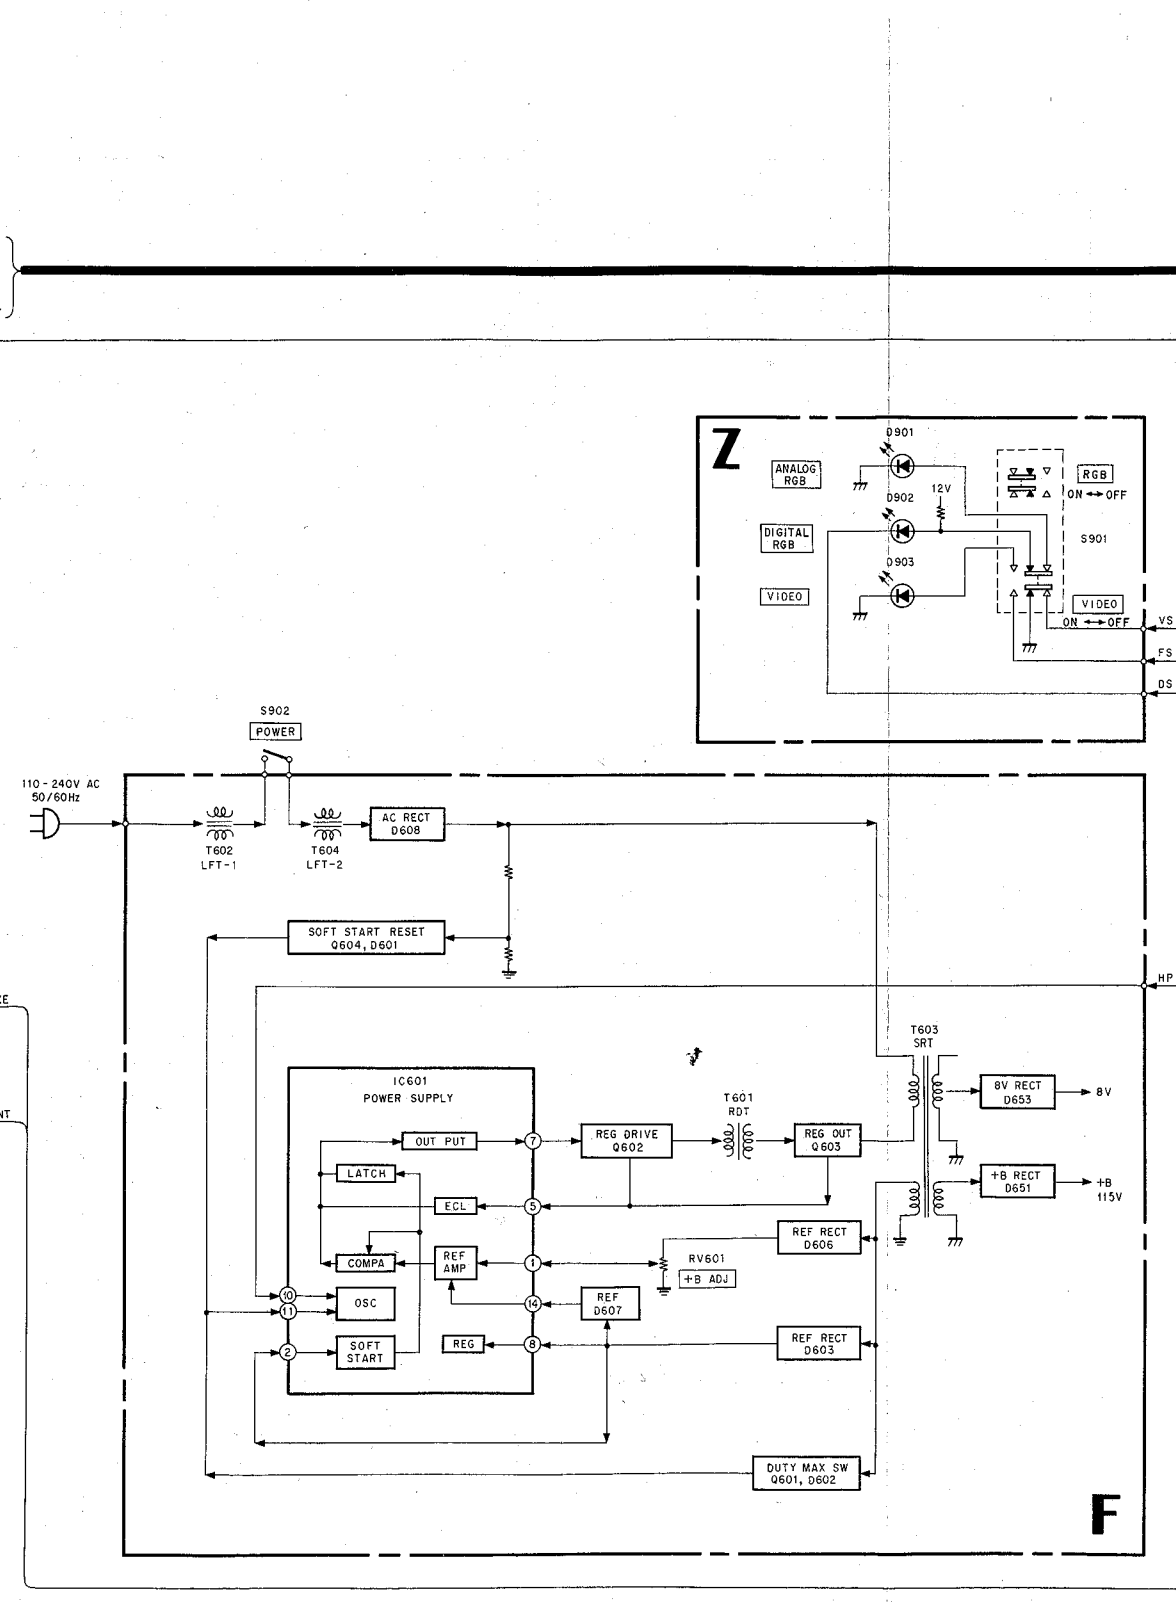 Z
D901
ANALOG
RGB
12V
RGB
ON ↔ OFF
D902
DIGITAL
RGB
S901
D903
VIDEO
VIDEO
ON ↔ OFF
VS
FS
DS
S902
POWER
110-240V AC
50/60Hz
T602
LFT-1
T604
LFT-2
AC RECT
D608
SOFT START RESET
Q604, D601
HP
T603
SRT
IC601
POWER SUPPLY
8V RECT
D653
8V
T601
RDT
OUT PUT
7
REG DRIVE
Q602
REG OUT
Q603
LATCH
+B RECT
D651
+B
115V
ECL
5
REF RECT
D606
COMPA
REF
AMP
1
RV601
+B ADJ
10
11
OSC
14
REF
D607
2
SOFT
START
REG
8
REF RECT
D603
DUTY MAX SW
Q601, D602
F